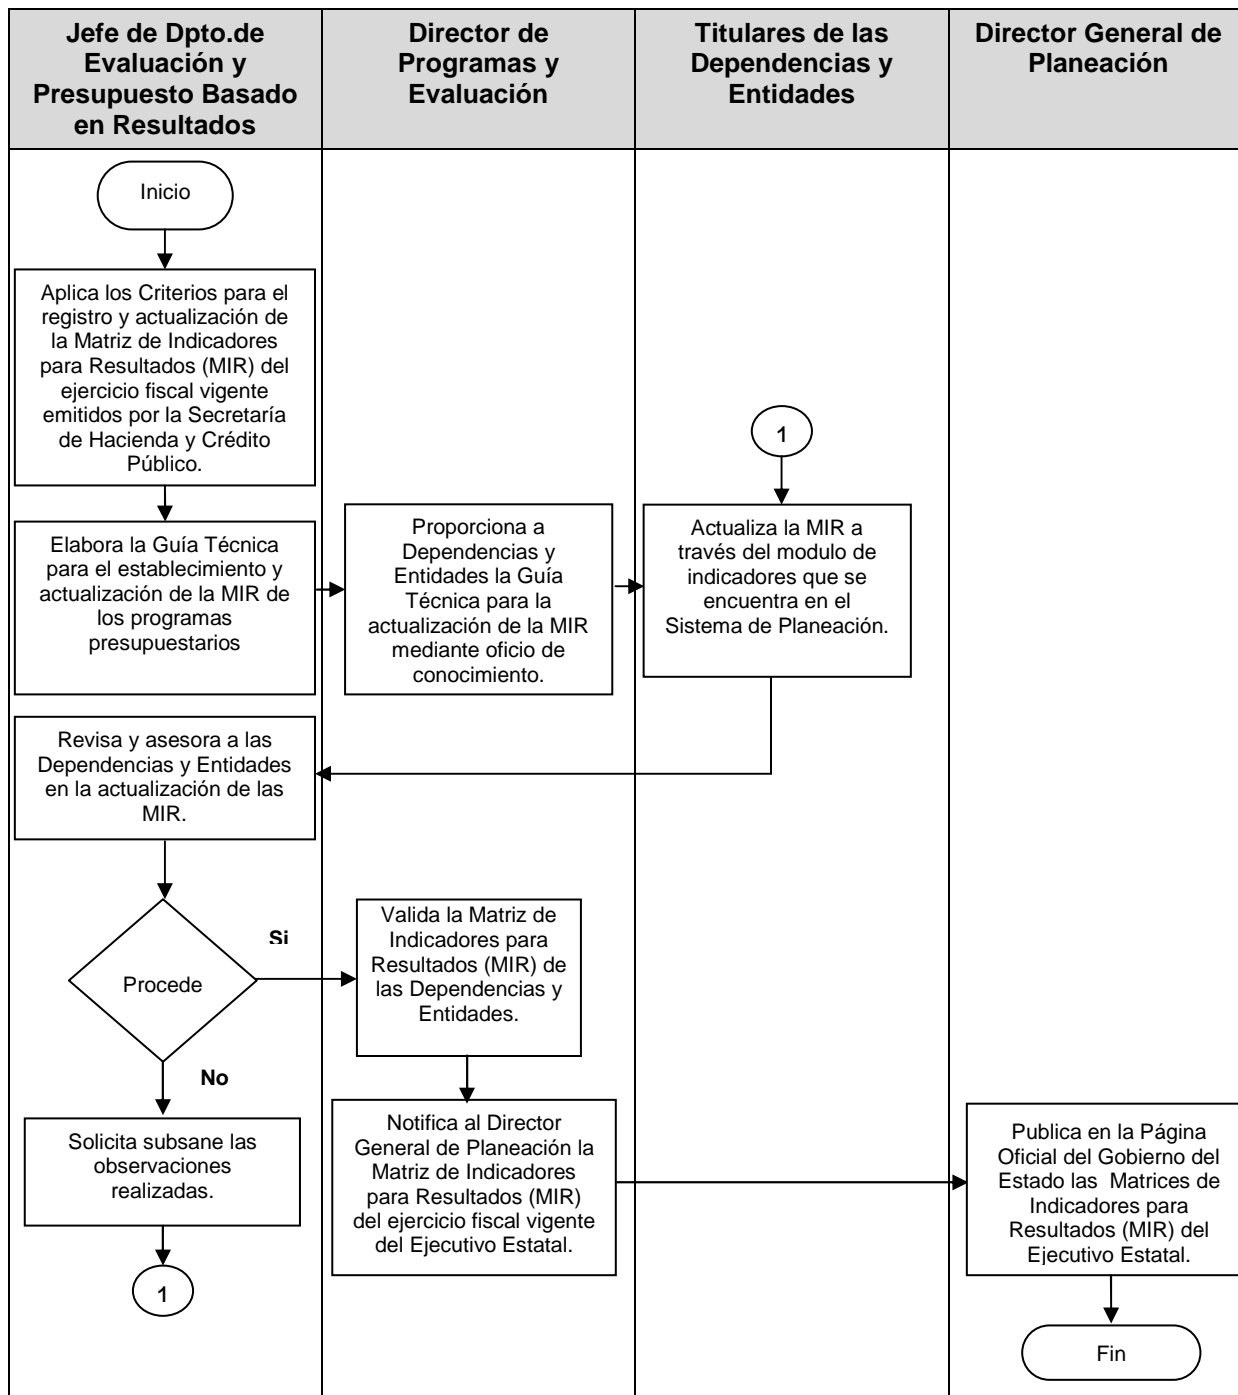 Jefe de Dpto.de
Evaluación y
Presupuesto Basado
en Resultados
Director de
Programas y
Evaluación
Titulares de las
Dependencias y
Entidades
Director General de
Planeación
Inicio
Aplica los Criterios para el
registro y actualización de
la Matriz de Indicadores
para Resultados (MIR) del
ejercicio fiscal vigente
emitidos por la Secretaría
de Hacienda y Crédito
Público.
1
Elabora la Guía Técnica
para el establecimiento y
actualización de la MIR de
los programas
presupuestarios
Proporciona a
Dependencias y
Entidades la Guía
Técnica para la
actualización de la MIR
mediante oficio de
conocimiento.
Actualiza la MIR a
través del modulo de
indicadores que se
encuentra en el
Sistema de Planeación.
Revisa y asesora a las
Dependencias y Entidades
en la actualización de las
MIR.
Procede
Si
No
Valida la Matriz de
Indicadores para
Resultados (MIR) de
las Dependencias y
Entidades.
Solicita subsane las
observaciones
realizadas.
1
Notifica al Director
General de Planeación la
Matriz de Indicadores
para Resultados (MIR)
del ejercicio fiscal vigente
del Ejecutivo Estatal.
Publica en la Página
Oficial del Gobierno del
Estado las Matrices de
Indicadores para
Resultados (MIR) del
Ejecutivo Estatal.
Fin